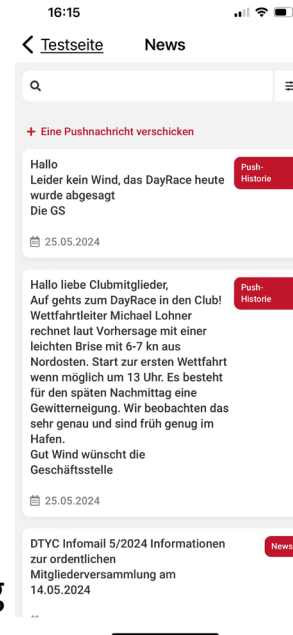 16:15
Testseite
News
+ Eine Pushnachricht verschicken
Hallo
Leider kein Wind, das DayRace heute
wurde abgesagt
Die GS
Push-
Historie
25.05.2024
Hallo liebe Clubmitglieder,
Auf gehts zum DayRace in den Club!
Wettfahrtleiter Michael Lohner
rechnet laut Vorhersage mit einer
leichten Brise mit 6-7 kn aus
Nordosten. Start zur ersten Wettfahrt
wenn möglich um 13 Uhr. Es besteht
für den späten Nachmittag eine
Gewitterneigung. Wir beobachten das
sehr genau und sind früh genug im
Hafen.
Gut Wind wünscht die
Geschäftsstelle
Push-
Historie
25.05.2024
DTYC Infomail 5/2024 Informationen
zur ordentlichen
Mitgliederversammlung am
14.05.2024
News